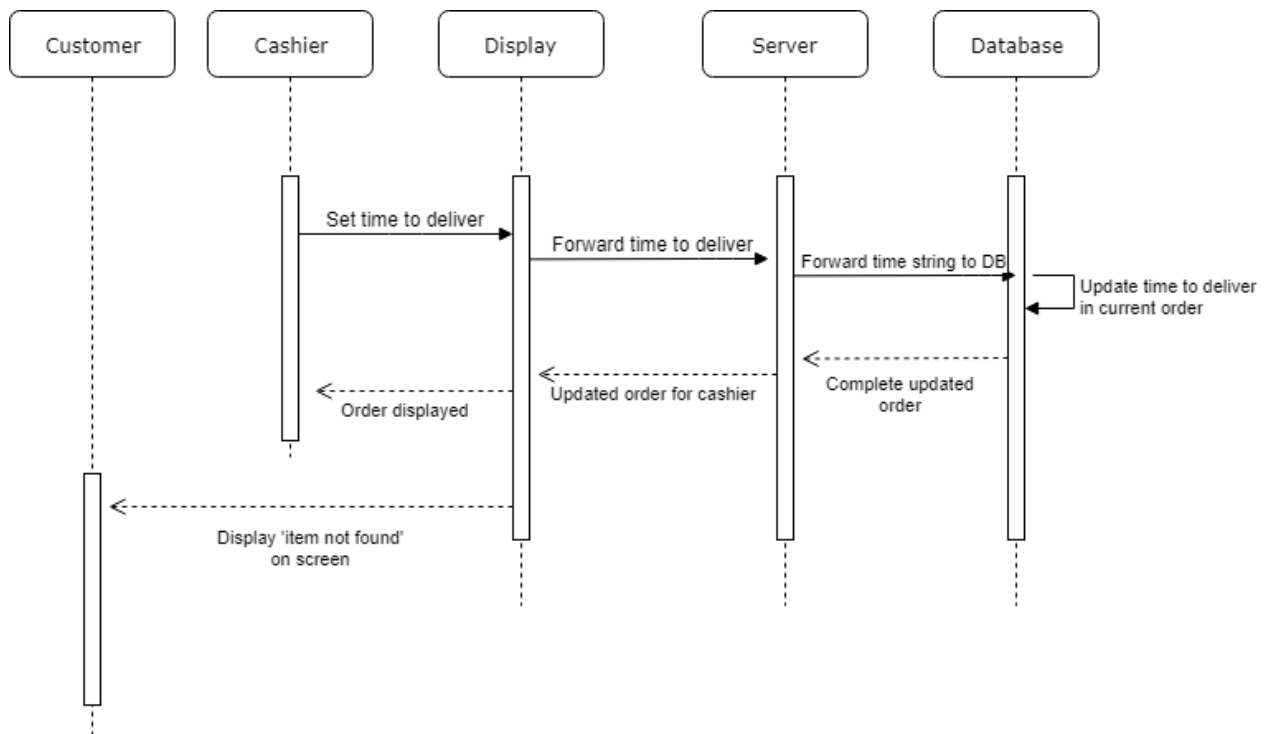 Customer
Cashier
Display
Server
Database
Set time to deliver
Forward time to deliver
Forward time string to DB
Update time to deliver
in current order
Complete updated
order
Updated order for cashier
Order displayed
Display 'item not found'
on screen